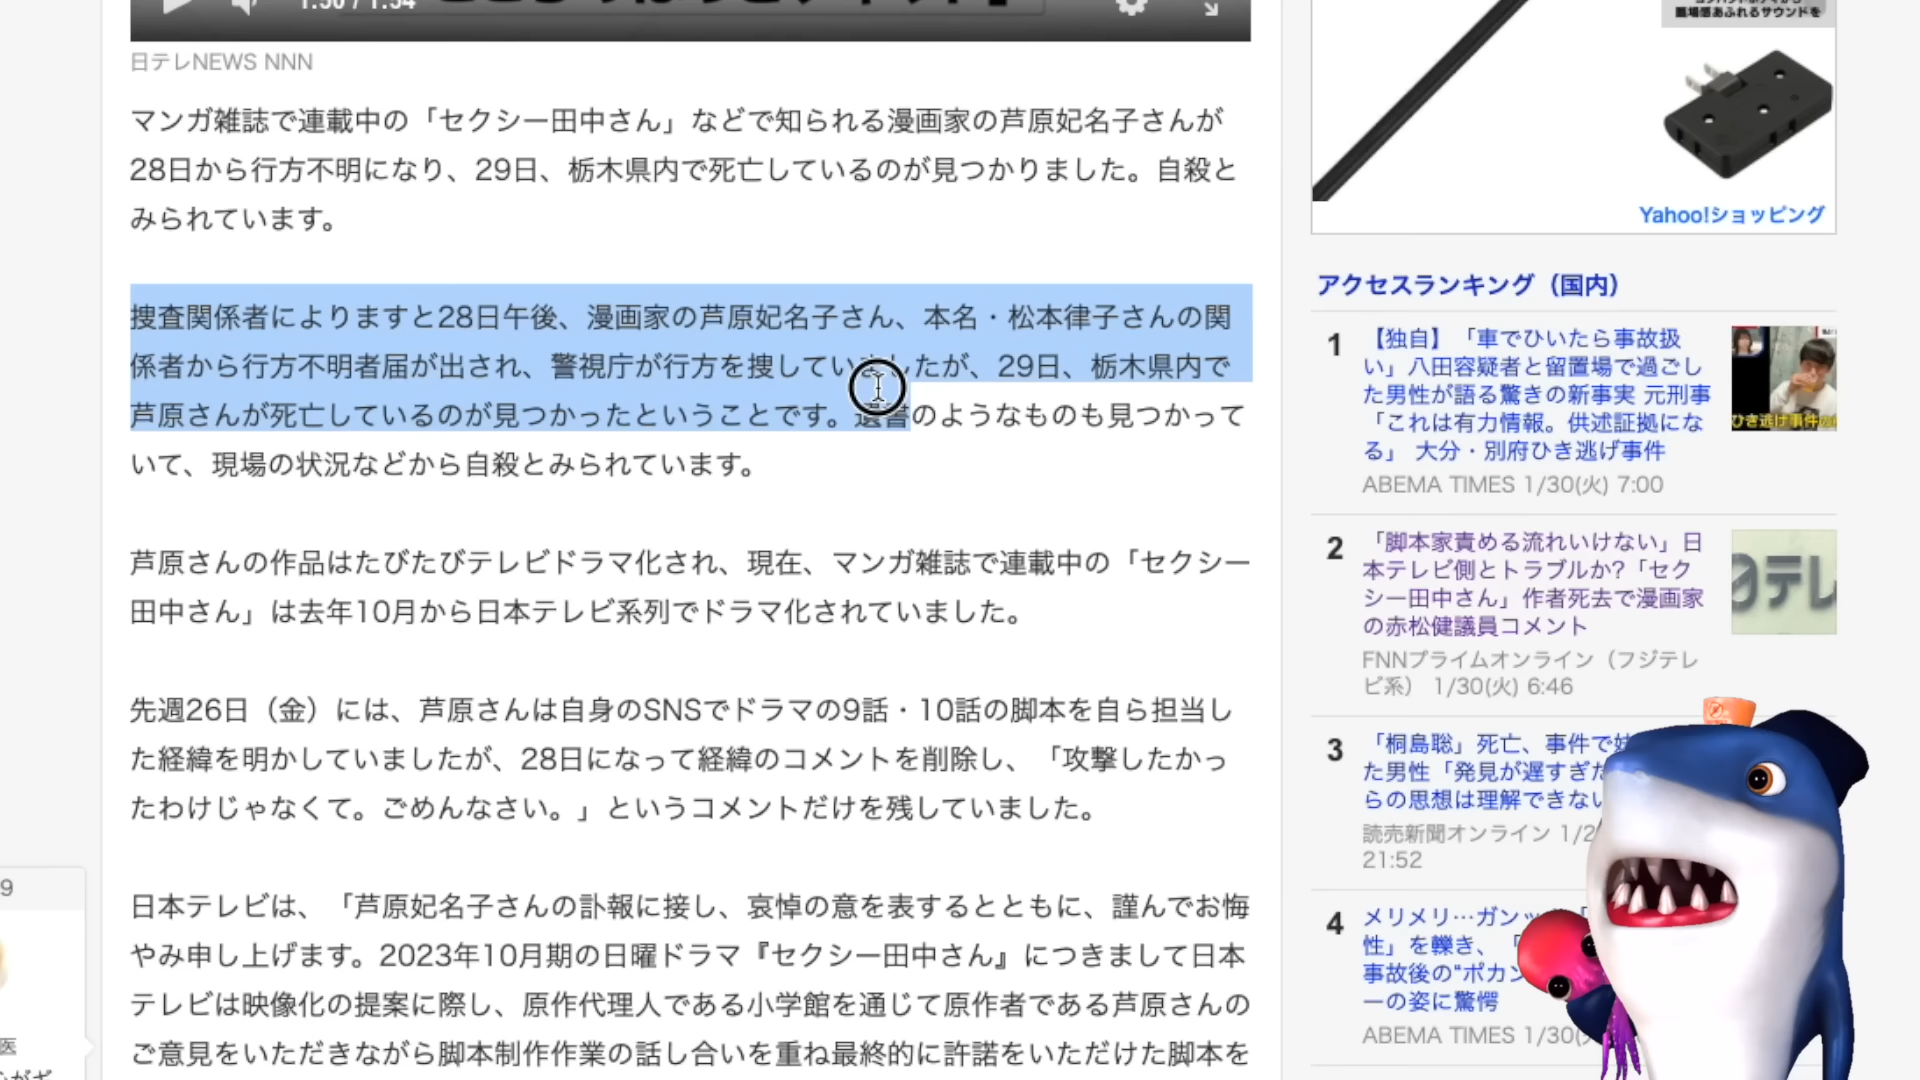 1:30 / 1:34
日テレNEWS NNN
マンガ雑誌で連載中の「セクシー田中さん」などで知られる漫画家の芦原妃名子さんが
28日から行方不明になり、29日、栃木県内で死亡しているのが見つかりました。自殺と
みられています。
捜査関係者によりますと28日午後、漫画家の芦原妃名子さん、本名・松本律子さんの関
係者から行方不明者届が出され、警視庁が行方を捜していましたが、29日、栃木県内で
芦原さんが死亡しているのが見つかったということです。遺書のようなものも見つかって
いて、現場の状況などから自殺とみられています。
芦原さんの作品はたびたびテレビドラマ化され、現在、マンガ雑誌で連載中の「セクシー
田中さん」は去年10月から日本テレビ系列でドラマ化されていました。
先週26日（金）には、芦原さんは自身のSNSでドラマの9話・10話の脚本を自ら担当し
た経緯を明かしていましたが、28日になって経緯のコメントを削除し、「攻撃したかっ
たわけじゃなくて。ごめんなさい。」というコメントだけを残していました。
日本テレビは、「芦原妃名子さんの訃報に接し、哀悼の意を表するとともに、謹んでお悔
やみ申し上げます。2023年10月期の日曜ドラマ『セクシー田中さん』につきまして日本
テレビは映像化の提案に際し、原作代理人である小学館を通じて原作者である芦原さんの
ご意見をいただきながら脚本制作作業の話し合いを重ね最終的に許諾をいただけた脚本を
9
医
臨場感あふれるサウンドを
Yahoo!ショッピング
アクセスランキング（国内）
1
【独自】「車でひいたら事故扱
い」八田容疑者と留置場で過ごし
た男性が語る驚きの新事実 元刑事
「これは有力情報。供述証拠にな
る」 大分・別府ひき逃げ事件
ABEMA TIMES 1/30(火) 7:00
ひき逃げ事件の
2
「脚本家責める流れいけない」日
本テレビ側とトラブルか?「セク
シー田中さん」作者死去で漫画家
の赤松健議員コメント
FNNプライムオンライン（フジテレ
ビ系） 1/30(火) 6:46
日テレ
3
「桐島聡」死亡、事件で
た男性「発見が遅すぎた
らの思想は理解できない
読売新聞オンライン 1/2
21:52
4
メリメリ…ガンッ
性」を轢き、「
事故後の“ポカン
ーの姿に驚愕
ABEMA TIMES 1/30(